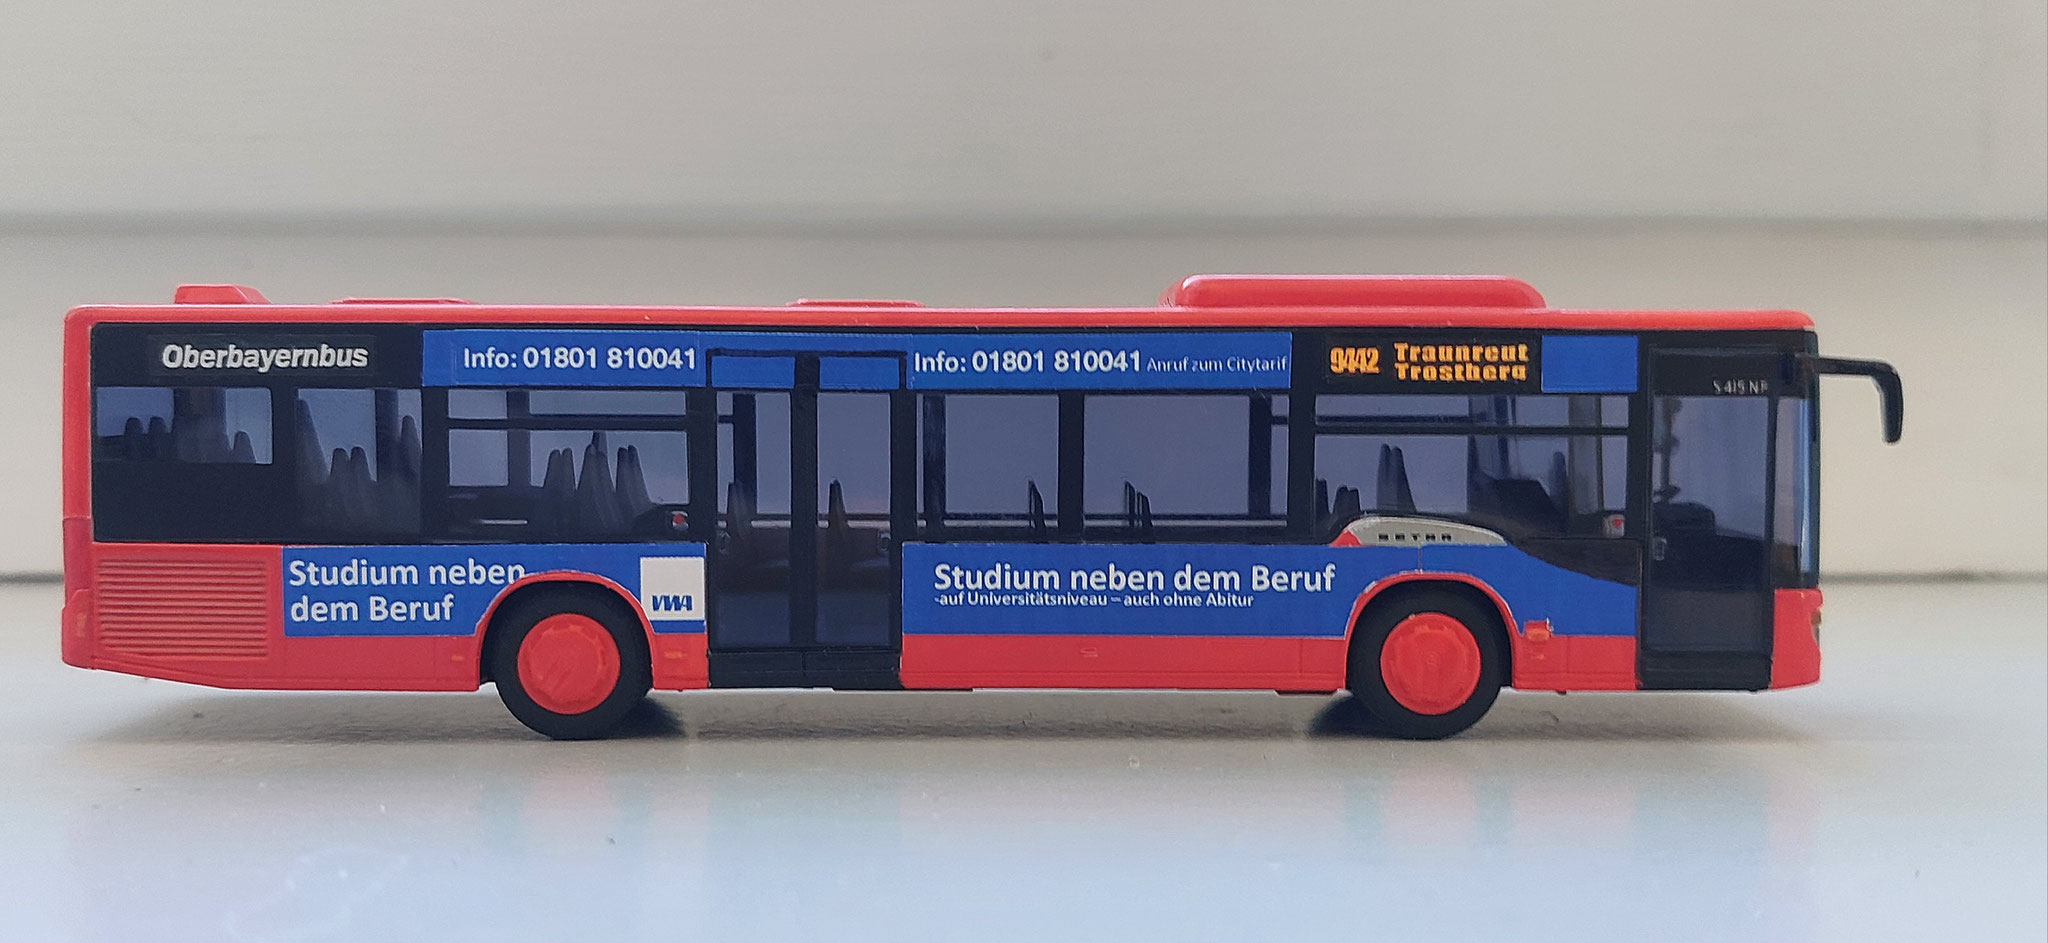 Oberbayernbus
Info: 01801 810041
Info: 01801 810041 Anruf zum Citytarif
9442 Traunreut
Trostberg
S 415 NF
SETRA
Studium neben
dem Beruf
VWA
Studium neben dem Beruf
-auf Universitätsniveau – auch ohne Abitur